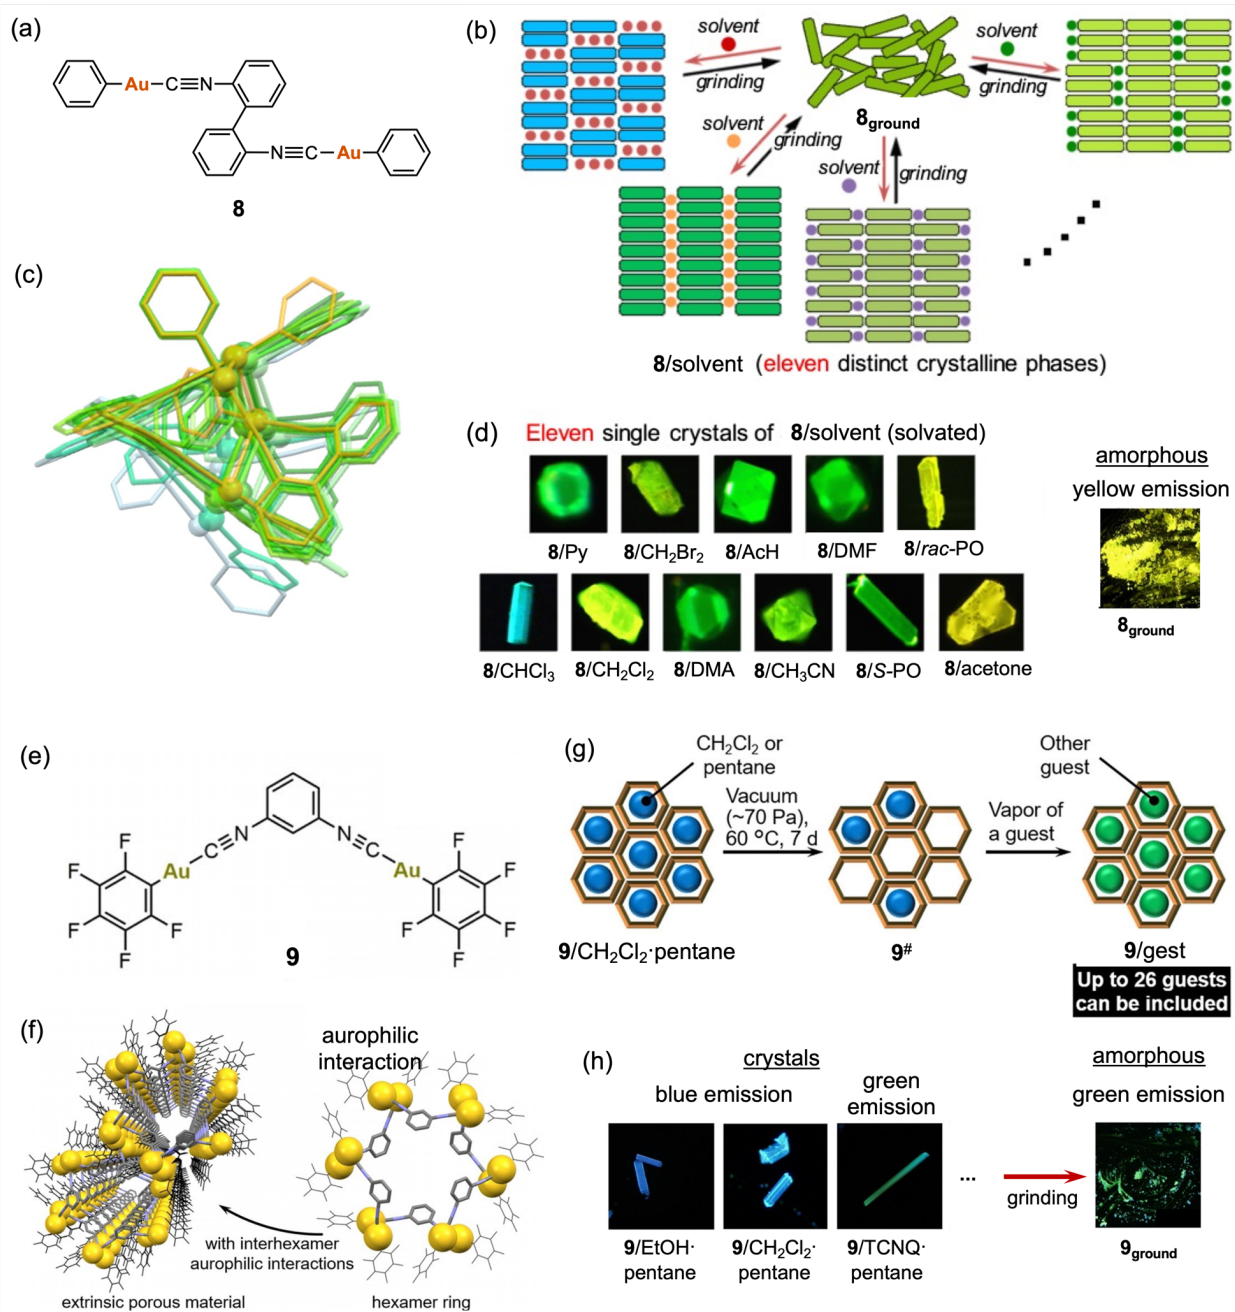 (a)
Au
C
N
N
C
Au
8
(b)
solvent
grinding
solvent
grinding
8ground
solvent
grinding
solvent
grinding
8/solvent (eleven distinct crystalline phases)
(c)
(d)
Eleven single crystals of 8/solvent (solvated)
8/Py
8/CH2Br2
8/AcH
8/DMF
8/rac-PO
8/CHCl3
8/CH2Cl2
8/DMA
8/CH3CN
8/S-PO
8/acetone
amorphous
yellow emission
8ground
(e)
F
F
F
F
F
Au
C
N
N
C
Au
F
F
F
F
F
9
(f)
aurophilic
interaction
with interhexamer
aurophilic interactions
extrinsic porous material
hexamer ring
(g)
CH2Cl2 or
pentane
Vacuum
(~70 Pa),
60 °C, 7 d
Vapor of
a guest
Other
guest
9/CH2Cl2·pentane
9#
9/gest
Up to 26 guests
can be included
(h)
crystals
blue emission
green
emission
9/EtOH·
pentane
9/CH2Cl2·
pentane
9/TCNQ·
pentane
...
grinding
amorphous
green emission
9ground